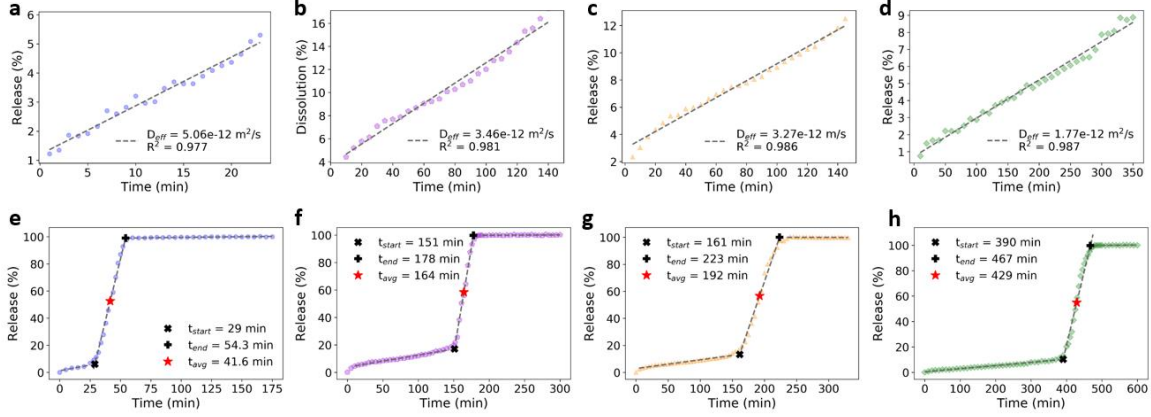 a
6
5
4
3
2
1
Release (%)
D_eff = 5.06e-12 m²/s
R² = 0.977
5 10 15 20
Time (min)
b
16
14
12
10
8
6
4
Dissolution (%)
D_eff = 3.46e-12 m²/s
R² = 0.981
0 20 40 60 80 100 120 140
Time (min)
c
12
10
8
6
4
2
Release (%)
D_eff = 3.27e-12 m/s
R² = 0.986
0 20 40 60 80 100 120 140
Time (min)
d
9
8
7
6
5
4
3
2
1
Release (%)
D_eff = 1.77e-12 m²/s
R² = 0.987
0 50 100 150 200 250 300 350
Time (min)
e
100
80
60
40
20
0
Release (%)
t_start = 29 min
t_end = 54.3 min
t_avg = 41.6 min
0 25 50 75 100 125 150 175
Time (min)
f
100
80
60
40
20
0
Release (%)
t_start = 151 min
t_end = 178 min
t_avg = 164 min
0 50 100 150 200 250 300
Time (min)
g
100
80
60
40
20
0
Release (%)
t_start = 161 min
t_end = 223 min
t_avg = 192 min
0 100 200 300
Time (min)
h
100
80
60
40
20
0
Release (%)
t_start = 390 min
t_end = 467 min
t_avg = 429 min
0 100 200 300 400 500 600
Time (min)